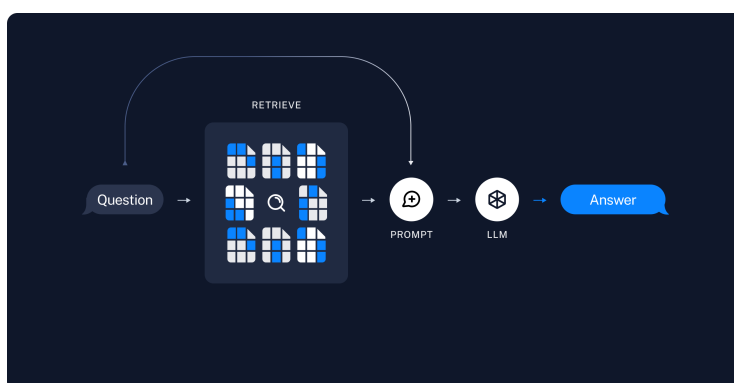 RETRIEVE
Question
Answer
PROMPT
LLM